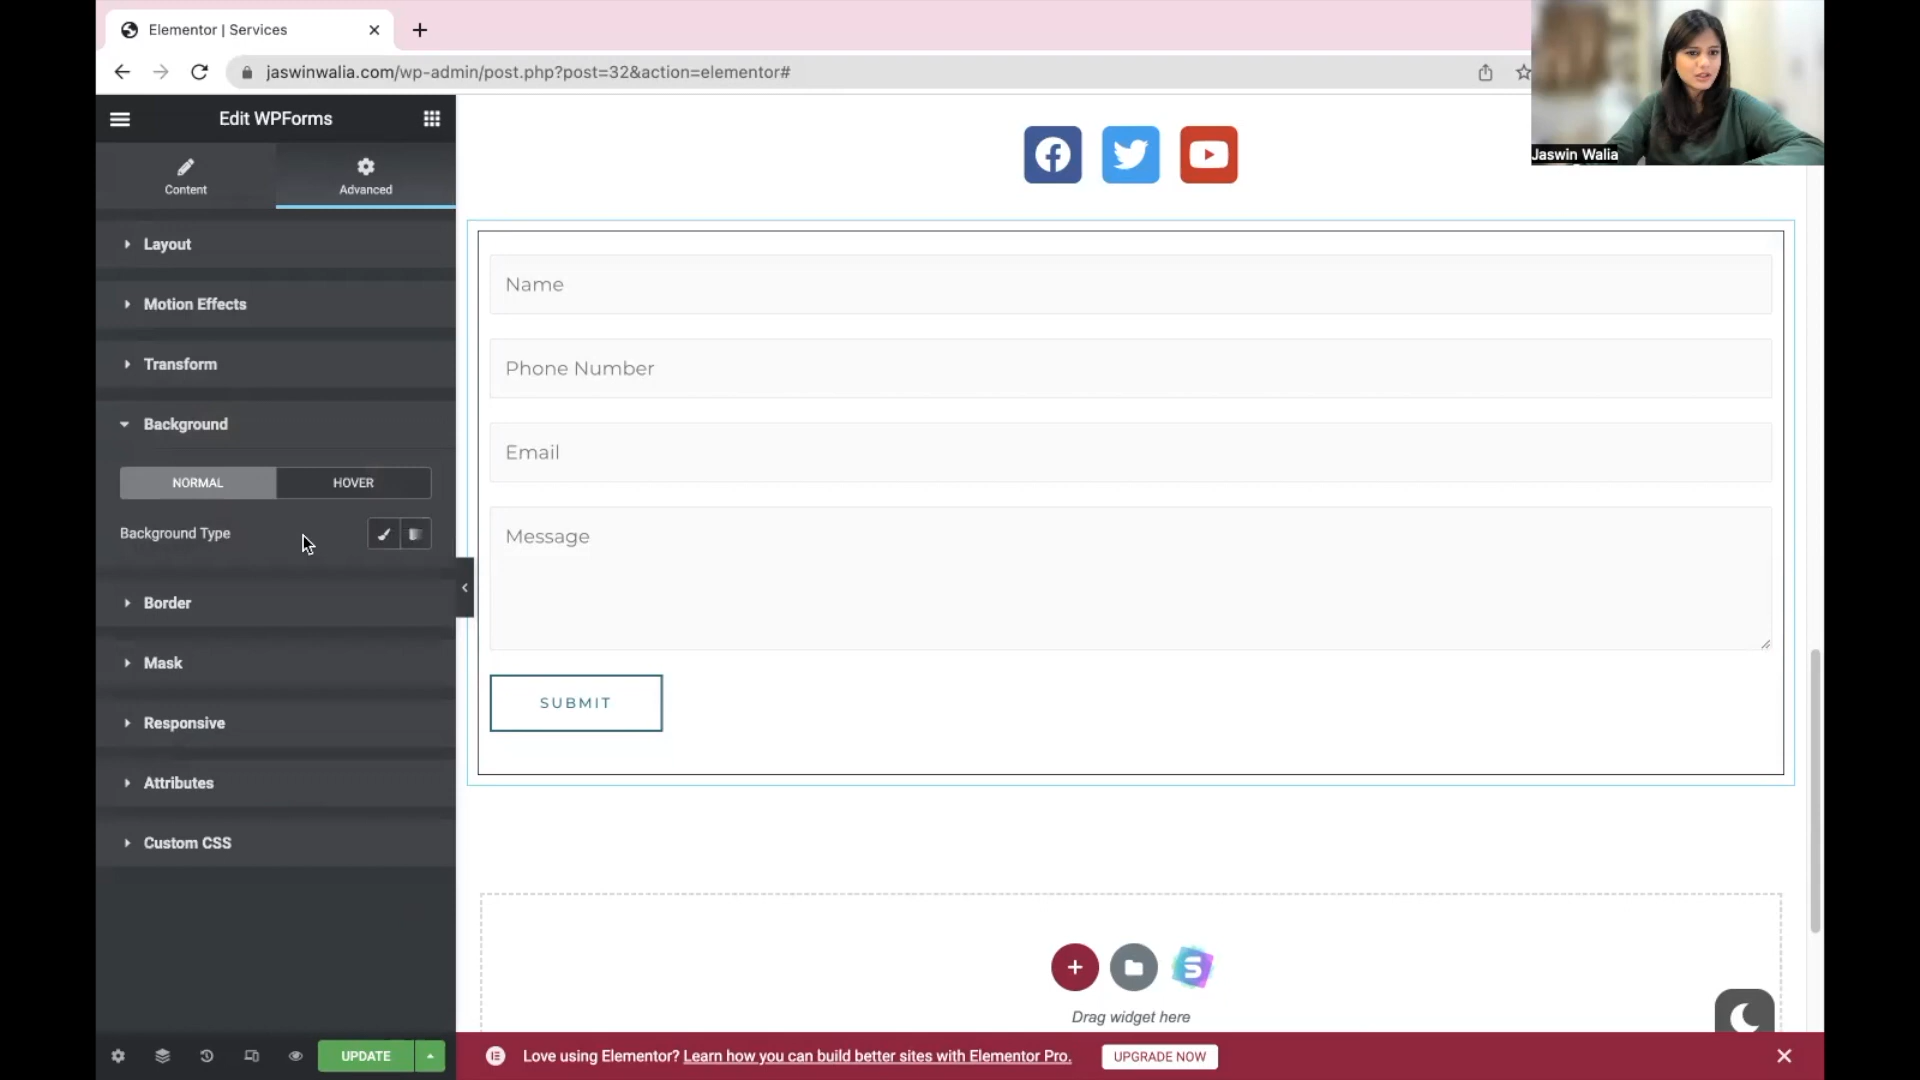 Elementor | Services
jaswinwalia.com/wp-admin/post.php?post=32&action=elementor#
Jaswin Walia
Edit WPForms
Content
Advanced
Layout
Motion Effects
Transform
Background
NORMAL
HOVER
Background Type
Border
Mask
Responsive
Attributes
Custom CSS
UPDATE
Name
Phone Number
Email
Message
SUBMIT
Drag widget here
Love using Elementor? Learn how you can build better sites with Elementor Pro.
UPGRADE NOW